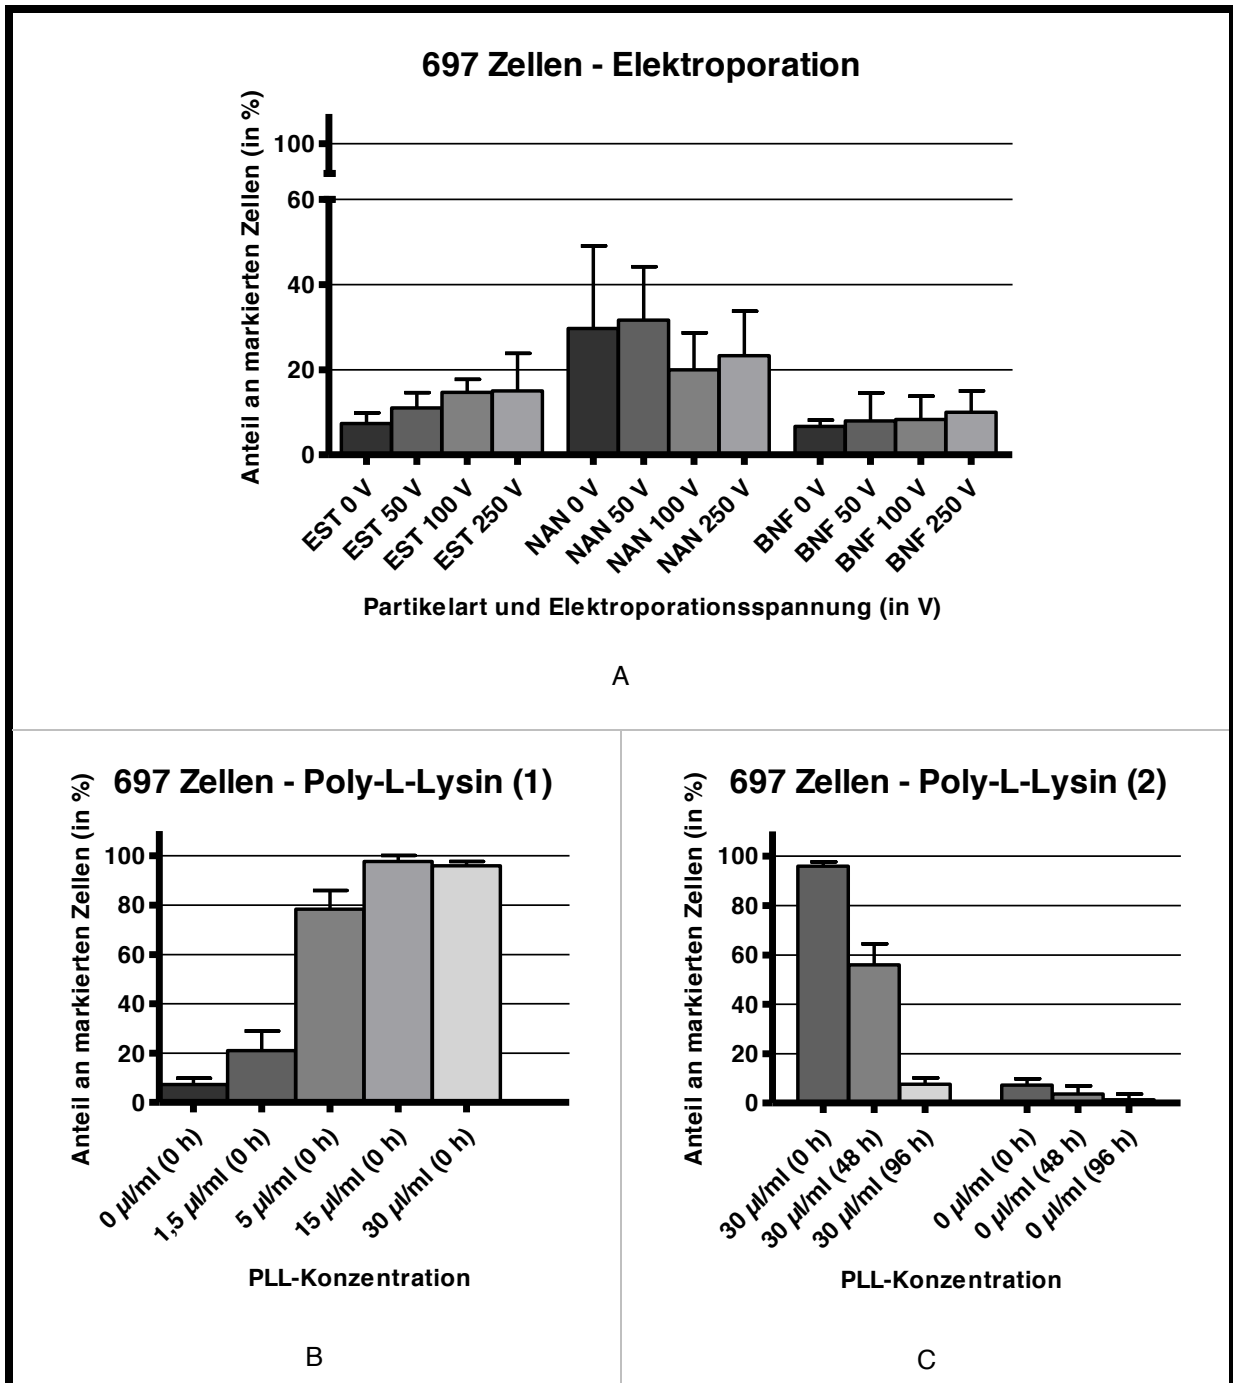 697 Zellen - Elektroporation
Anteil an markierten Zellen (in %)
100
60
40
20
0
EST 0 V
EST 50 V
EST 100 V
EST 250 V
NAN 0 V
NAN 50 V
NAN 100 V
NAN 250 V
BNF 0 V
BNF 50 V
BNF 100 V
BNF 250 V
Partikelart und Elektroporationsspannung (in V)
A
697 Zellen - Poly-L-Lysin (1)
Anteil an markierten Zellen (in %)
100
80
60
40
20
0
0 µl/ml (0 h)
1,5 µl/ml (0 h)
5 µl/ml (0 h)
15 µl/ml (0 h)
30 µl/ml (0 h)
PLL-Konzentration
B
697 Zellen - Poly-L-Lysin (2)
Anteil an markierten Zellen (in %)
100
80
60
40
20
0
30 µl/ml (0 h)
30 µl/ml (48 h)
30 µl/ml (96 h)
0 µl/ml (0 h)
0 µl/ml (48 h)
0 µl/ml (96 h)
PLL-Konzentration
C